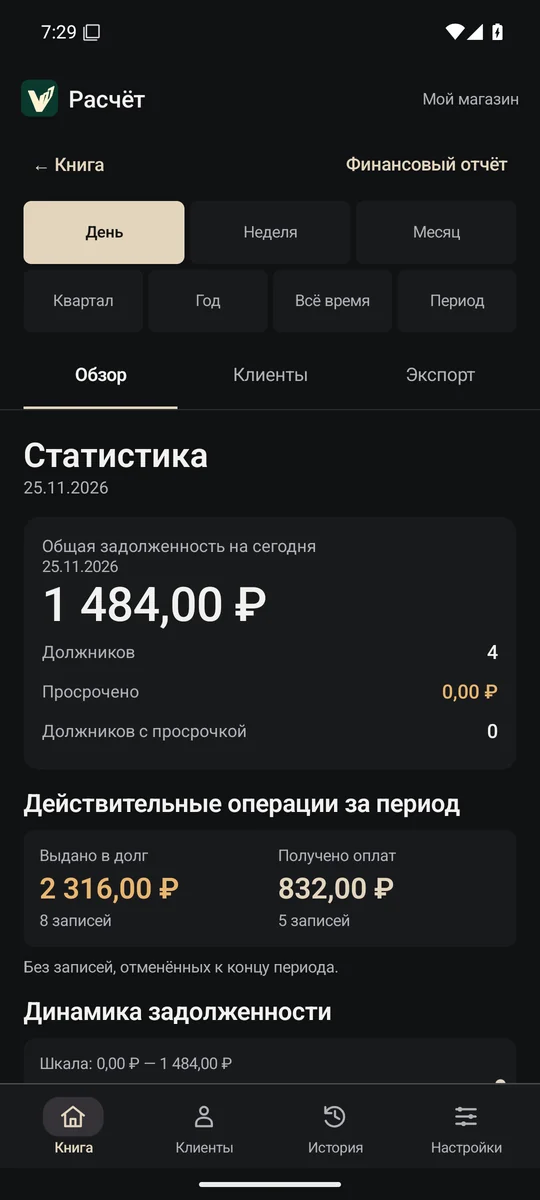 7:29
Расчёт
Мой магазин
← Книга
Финансовый отчёт
День
Неделя
Месяц
Квартал
Год
Всё время
Период
Обзор
Клиенты
Экспорт
Статистика
25.11.2026
Общая задолженность на сегодня
25.11.2026
1 484,00 ₽
Должников
4
Просрочено
0,00 ₽
Должников с просрочкой
0
Действительные операции за период
Выдано в долг
Получено оплат
2 316,00 ₽
832,00 ₽
8 записей
5 записей
Без записей, отменённых к концу периода.
Динамика задолженности
Шкала: 0,00 ₽ — 1 484,00 ₽
Книга
Клиенты
История
Настройки